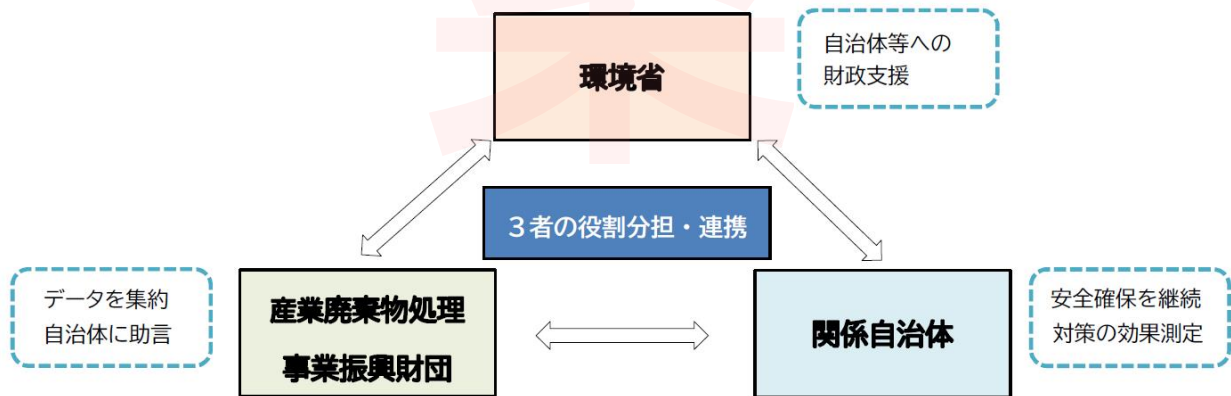 環境省
自治体等への
財政支援
3者の役割分担・連携
データを集約
自治体に助言
産業廃棄物処理
事業振興財団
関係自治体
安全確保を継続
対策の効果測定